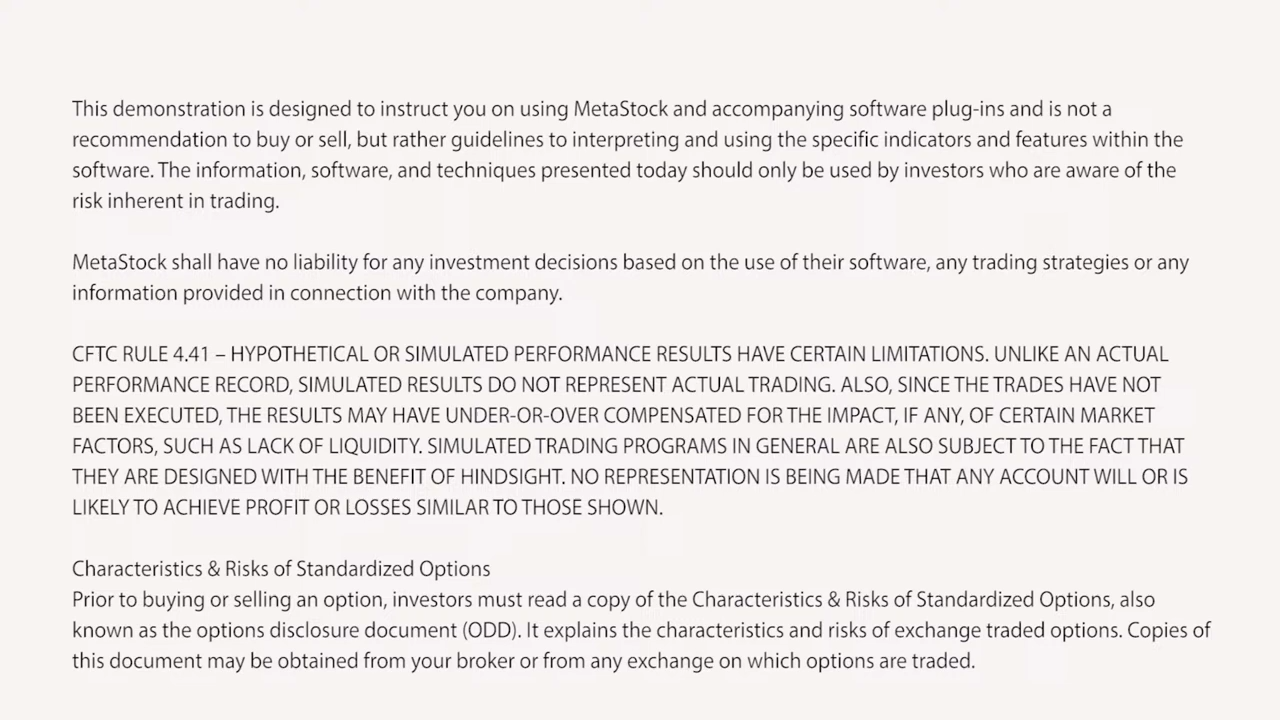 This demonstration is designed to instruct you on using MetaStock and accompanying software plug-ins and is not a
recommendation to buy or sell, but rather guidelines to interpreting and using the specific indicators and features within the
software. The information, software, and techniques presented today should only be used by investors who are aware of the
risk inherent in trading.
MetaStock shall have no liability for any investment decisions based on the use of their software, any trading strategies or any
information provided in connection with the company.
CFTC RULE 4.41 – HYPOTHETICAL OR SIMULATED PERFORMANCE RESULTS HAVE CERTAIN LIMITATIONS. UNLIKE AN ACTUAL
PERFORMANCE RECORD, SIMULATED RESULTS DO NOT REPRESENT ACTUAL TRADING. ALSO, SINCE THE TRADES HAVE NOT
BEEN EXECUTED, THE RESULTS MAY HAVE UNDER-OR-OVER COMPENSATED FOR THE IMPACT, IF ANY, OF CERTAIN MARKET
FACTORS, SUCH AS LACK OF LIQUIDITY. SIMULATED TRADING PROGRAMS IN GENERAL ARE ALSO SUBJECT TO THE FACT THAT
THEY ARE DESIGNED WITH THE BENEFIT OF HINDSIGHT. NO REPRESENTATION IS BEING MADE THAT ANY ACCOUNT WILL OR IS
LIKELY TO ACHIEVE PROFIT OR LOSSES SIMILAR TO THOSE SHOWN.
Characteristics & Risks of Standardized Options
Prior to buying or selling an option, investors must read a copy of the Characteristics & Risks of Standardized Options, also
known as the options disclosure document (ODD). It explains the characteristics and risks of exchange traded options. Copies of
this document may be obtained from your broker or from any exchange on which options are traded.